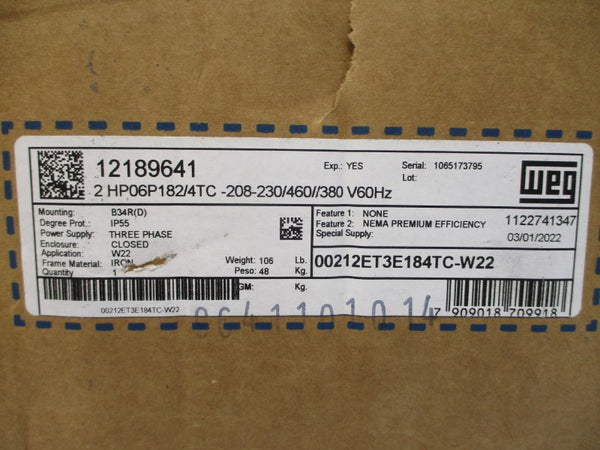 12189641
Exp.: YES
Serial: 1065173795
Lot:
weg
2 HP06P182/4TC -208-230/460//380 V60Hz
Mounting: B34R(D)
Degree Prot.: IP55
Power Supply: THREE PHASE
Enclosure: CLOSED
Application: W22
Frame Material: IRON
Quantity 1
Weight: 106 Lb.
Peso: 48 Kg.
GM: Kg.
Feature 1: NONE
Feature 2: NEMA PREMIUM EFFICIENCY
Special Supply:
1122741347
03/01/2022
00212ET3E184TC-W22
00212ET3E184TC-W22
7 909018 709918